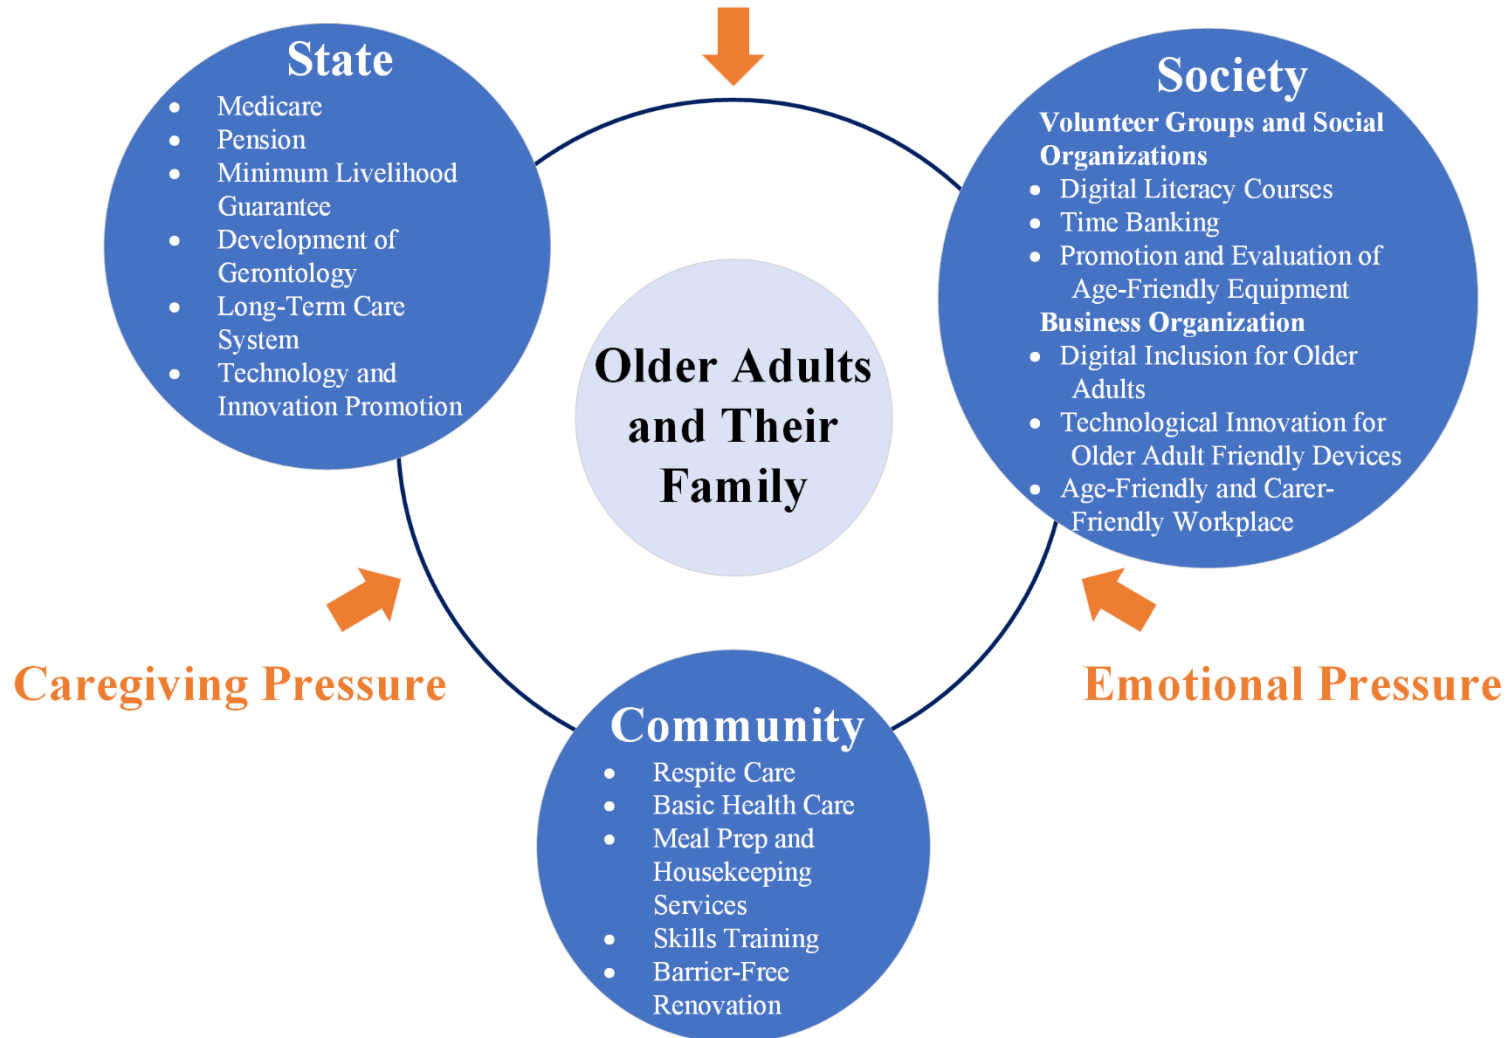 State
• Medicare
• Pension
• Minimum Livelihood
Guarantee
• Development of
Gerontology
• Long-Term Care
System
• Technology and
Innovation Promotion
Society
Volunteer Groups and Social
Organizations
• Digital Literacy Courses
• Time Banking
• Promotion and Evaluation of
Age-Friendly Equipment
Business Organization
• Digital Inclusion for Older
Adults
• Technological Innovation for
Older Adult Friendly Devices
• Age-Friendly and Carer-
Friendly Workplace
Older Adults
and Their
Family
Caregiving Pressure
Emotional Pressure
Community
• Respite Care
• Basic Health Care
• Meal Prep and
Housekeeping
Services
• Skills Training
• Barrier-Free
Renovation